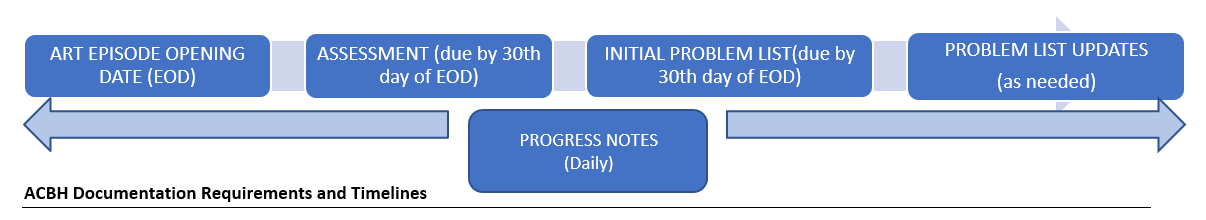 ART EPISODE OPENING
DATE (EOD)
ASSESSMENT (due by 30th
day of EOD)
INITIAL PROBLEM LIST(due by
30th day of EOD)
PROBLEM LIST UPDATES
(as needed)
PROGRESS NOTES
(Daily)
ACBH Documentation Requirements and Timelines